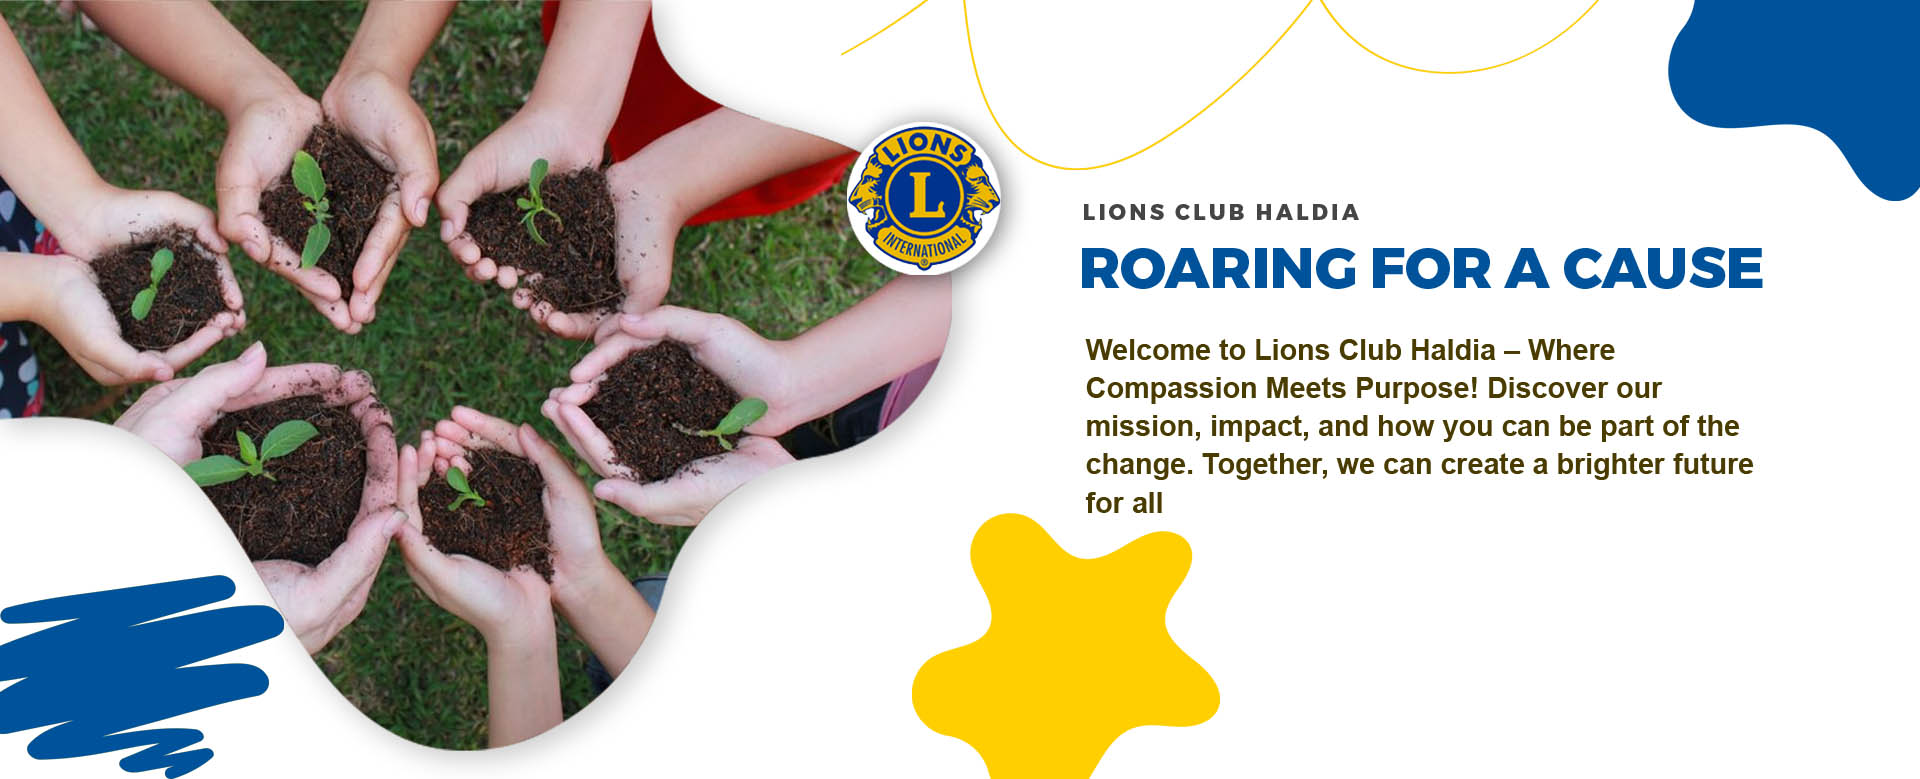 LIONS
L
INTERNATIONAL
®
LIONS CLUB HALDIA
ROARING FOR A CAUSE
Welcome to Lions Club Haldia – Where
Compassion Meets Purpose! Discover our
mission, impact, and how you can be part of the
change. Together, we can create a brighter future
for all